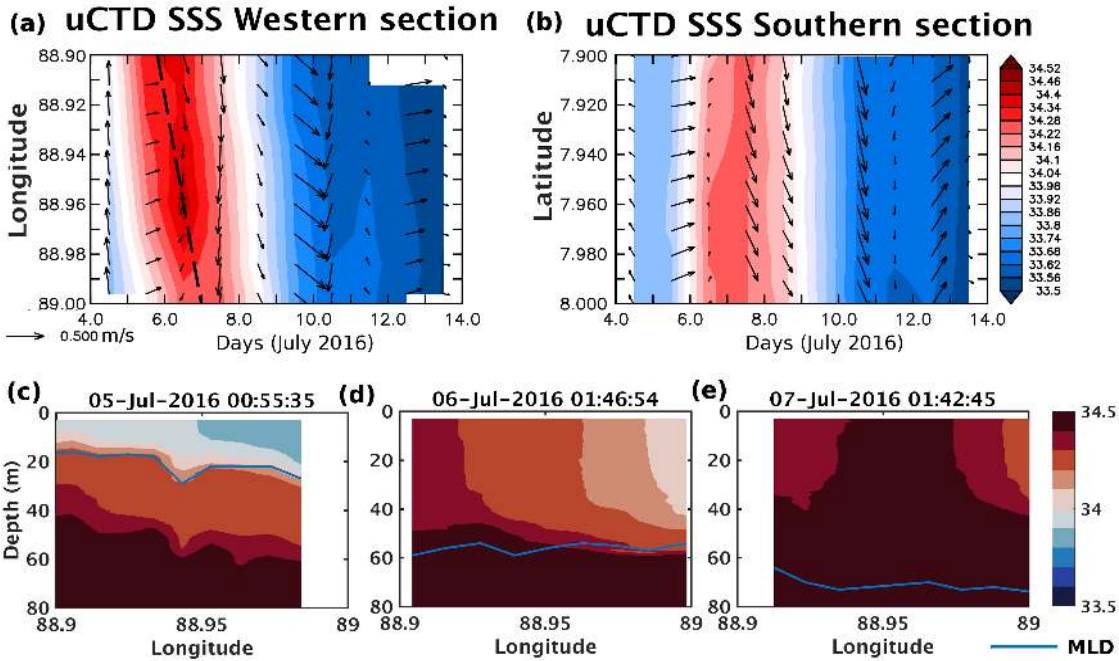 (a) uCTD SSS Western section
(b) uCTD SSS Southern section
Longitude
88.90
88.92
88.94
88.96
88.98
89.00
4.0 6.0 8.0 10.0 12.0 14.0
Days (July 2016)
0.500 m/s
Latitude
7.900
7.920
7.940
7.960
7.980
8.000
4.0 6.0 8.0 10.0 12.0 14.0
Days (July 2016)
34.52
34.46
34.4
34.34
34.28
34.22
34.16
34.1
34.04
33.98
33.92
33.86
33.8
33.74
33.68
33.62
33.56
33.5
(c) 05-Jul-2016 00:55:35
(d) 06-Jul-2016 01:46:54
(e) 07-Jul-2016 01:42:45
Depth (m)
0
20
40
60
80
88.9 88.95 89
Longitude
0
20
40
60
80
88.9 88.95 89
Longitude
0
20
40
60
80
88.9 88.95 89
Longitude
34.5
34
33.5
MLD